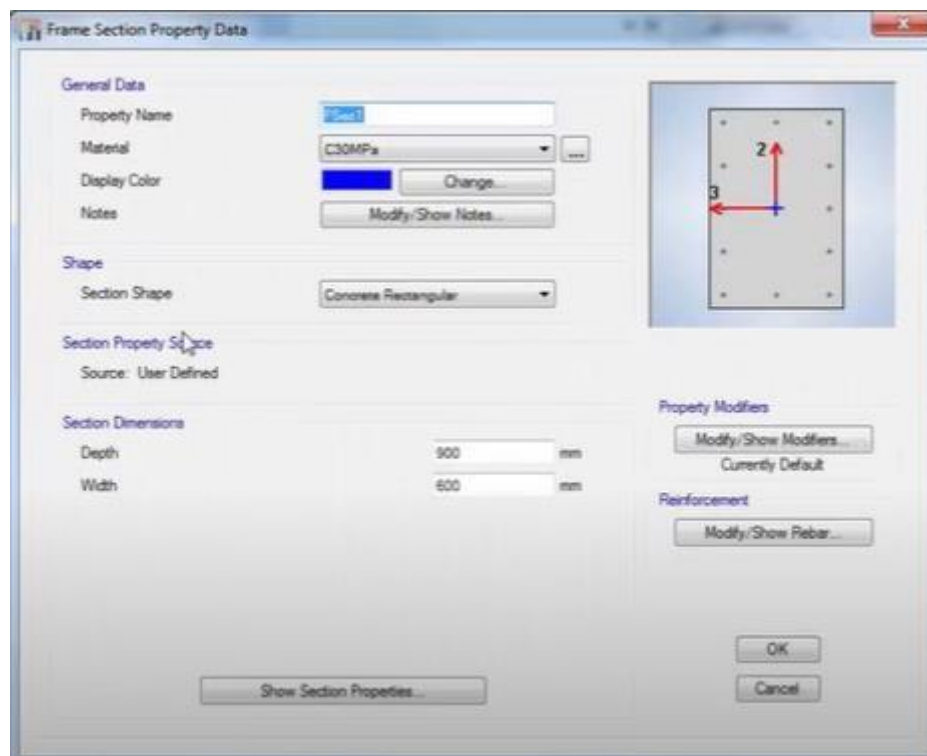 Frame Section Property Data
General Data
Property Name FSec1
Material C30MPa ...
Display Color Change...
Notes Modify/Show Notes...
2
3
Shape
Section Shape Concrete Rectangular
Section Property Source
Source: User Defined
Section Dimensions
Depth 900 mm
Width 600 mm
Property Modifiers
Modify/Show Modifiers...
Currently Default
Reinforcement
Modify/Show Rebar...
OK
Cancel
Show Section Properties...